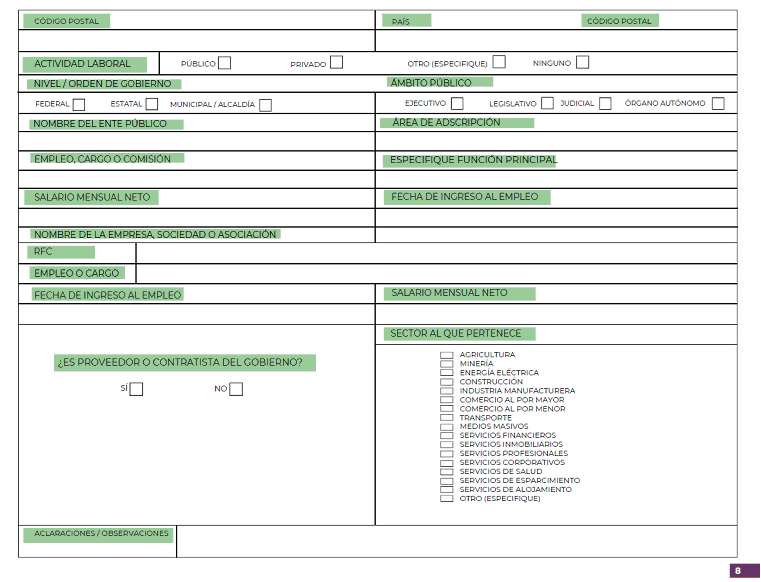 CÓDIGO POSTAL
PAÍS
CÓDIGO POSTAL
ACTIVIDAD LABORAL
PÚBLICO
PRIVADO
OTRO (ESPECIFIQUE)
NINGUNO
NIVEL / ORDEN DE GOBIERNO
ÁMBITO PÚBLICO
FEDERAL
ESTATAL
MUNICIPAL / ALCALDÍA
EJECUTIVO
LEGISLATIVO
JUDICIAL
ÓRGANO AUTÓNOMO
NOMBRE DEL ENTE PÚBLICO
ÁREA DE ADSCRIPCIÓN
EMPLEO, CARGO O COMISIÓN
ESPECIFIQUE FUNCIÓN PRINCIPAL
SALARIO MENSUAL NETO
FECHA DE INGRESO AL EMPLEO
NOMBRE DE LA EMPRESA, SOCIEDAD O ASOCIACIÓN
RFC
EMPLEO O CARGO
FECHA DE INGRESO AL EMPLEO
SALARIO MENSUAL NETO
SECTOR AL QUE PERTENECE
¿ES PROVEEDOR O CONTRATISTA DEL GOBIERNO?
SÍ
NO
AGRICULTURA
MINERÍA
ENERGÍA ELÉCTRICA
CONSTRUCCIÓN
INDUSTRIA MANUFACTURERA
COMERCIO AL POR MAYOR
COMERCIO AL POR MENOR
TRANSPORTE
MEDIOS MASIVOS
SERVICIOS FINANCIEROS
SERVICIOS INMOBILIARIOS
SERVICIOS PROFESIONALES
SERVICIOS CORPORATIVOS
SERVICIOS DE SALUD
SERVICIOS DE ESPARCIMIENTO
SERVICIOS DE ALOJAMIENTO
OTRO (ESPECIFIQUE)
ACLARACIONES / OBSERVACIONES
8